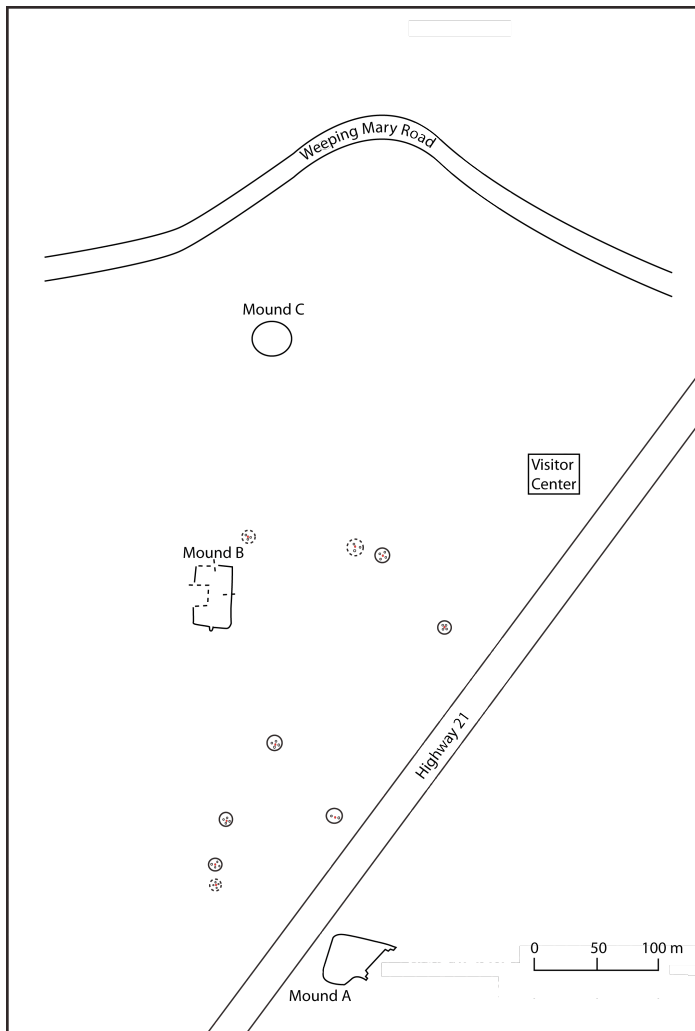 Weeping Mary Road
Mound C
Visitor
Center
Mound B
Highway 21
0 50 100 m
Mound A